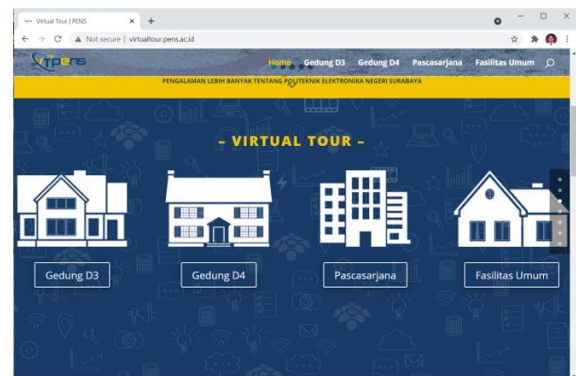 Virtual Tour | PENS
Not secure | virtualtour.pens.ac.id
VTpens
Home Gedung D3 Gedung D4 Pascasarjana Fasilitas Umum
PENGALAMAN LEBIH BANYAK TENTANG POLITEKNIK ELEKTRONIKA NEGERI SURABAYA
– VIRTUAL TOUR –
Gedung D3
Gedung D4
Pascasarjana
Fasilitas Umum